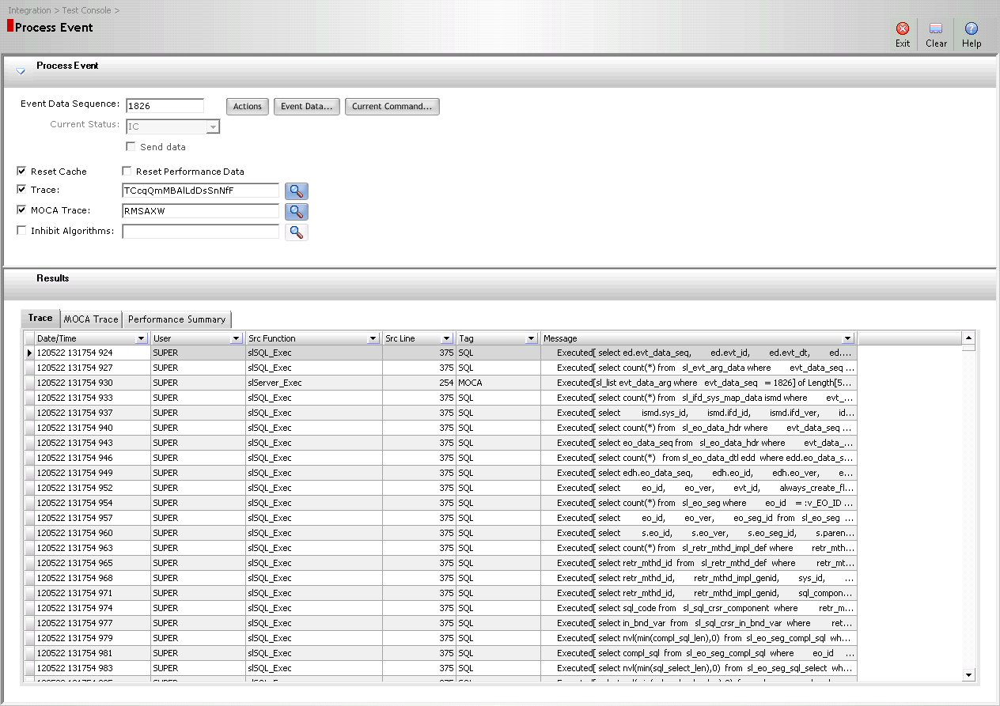 Integration > Test Console >
Process Event
Exit Clear Help
Process Event
Event Data Sequence: 1826 Actions Event Data... Current Command...
Current Status: IC
Send data
Reset Cache Reset Performance Data
Trace: TCcqQmMBAlLdDsSnNfF
MOCA Trace: RMSAXW
Inhibit Algorithms:
Results
Trace MOCA Trace Performance Summary
Date/Time User Src Function Src Line Tag Message
120522 131754 924 SUPER slSQL_Exec 375 SQL Executed[ select ed.evt_data_seq, ed.evt_id, ed.evt_dt, ed....
120522 131754 927 SUPER slSQL_Exec 375 SQL Executed[ select count(*) from sl_evt_arg_data where evt_data_seq ...
120522 131754 930 SUPER slServer_Exec 254 MOCA Executed[sl_list evt_data_arg where evt_data_seq = 1826] of Length[5...
120522 131754 933 SUPER slSQL_Exec 375 SQL Executed[ select count(*) from sl_ifd_sys_map_data ismd where evt_...
120522 131754 937 SUPER slSQL_Exec 375 SQL Executed[ select ismd.sys_id, ismd.ifd_id, ismd.ifd_ver, id...
120522 131754 940 SUPER slSQL_Exec 375 SQL Executed[ select count(*) from sl_eo_data_hdr where evt_data_seq ...
120522 131754 943 SUPER slSQL_Exec 375 SQL Executed[ select eo_data_seq from sl_eo_data_hdr where evt_data_...
120522 131754 946 SUPER slSQL_Exec 375 SQL Executed[ select count(*) from sl_eo_data_dtl edd where edd.eo_data_s...
120522 131754 949 SUPER slSQL_Exec 375 SQL Executed[ select edh.eo_data_seq, edh.eo_id, edh.eo_ver, e...
120522 131754 952 SUPER slSQL_Exec 375 SQL Executed[ select eo_id, eo_ver, evt_id, always_create_fl...
120522 131754 954 SUPER slSQL_Exec 375 SQL Executed[ select count(*) from sl_eo_seg where eo_id = :v_EO_ID ...
120522 131754 957 SUPER slSQL_Exec 375 SQL Executed[ select eo_id, eo_ver, eo_seg_id from sl_eo_seg ...
120522 131754 960 SUPER slSQL_Exec 375 SQL Executed[ select s.eo_id, s.eo_ver, s.eo_seg_id, s.paren...
120522 131754 963 SUPER slSQL_Exec 375 SQL Executed[ select count(*) from sl_retr_mthd_impl_def where retr_mth...
120522 131754 965 SUPER slSQL_Exec 375 SQL Executed[ select retr_mthd_id from sl_retr_mthd_def where retr_mt...
120522 131754 968 SUPER slSQL_Exec 375 SQL Executed[ select retr_mthd_id, retr_mthd_impl_genid, sys_id, ...
120522 131754 971 SUPER slSQL_Exec 375 SQL Executed[ select retr_mthd_id, retr_mthd_impl_genid, sql_compon...
120522 131754 974 SUPER slSQL_Exec 375 SQL Executed[ select sql_code from sl_sql_crsr_component where retr_m...
120522 131754 977 SUPER slSQL_Exec 375 SQL Executed[ select in_bnd_var from sl_sql_crsr_in_bnd_var where ret...
120522 131754 979 SUPER slSQL_Exec 375 SQL Executed[ select nvl(min(compl_sql_len),0) from sl_eo_seg_compl_sql wh...
120522 131754 981 SUPER slSQL_Exec 375 SQL Executed[ select compl_sql from sl_eo_seg_compl_sql where eo_id ...
120522 131754 983 SUPER slSQL_Exec 375 SQL Executed[ select nvl(min(sql_select_len),0) from sl_eo_seg_sql_select wh...